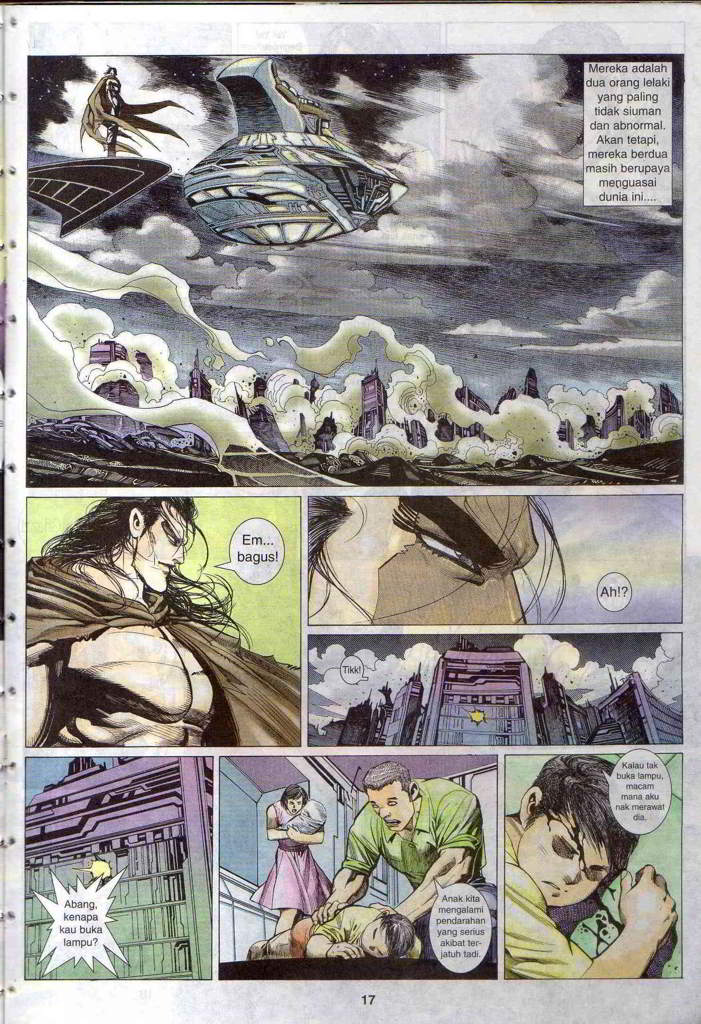 Mereka adalah
dua orang lelaki
yang paling
tidak siuman
dan abnormal.
Akan tetapi,
mereka berdua
masih berupaya
menguasai
dunia ini....
Em...
bagus!
Ah!?
Tikk!
Abang,
kenapa
kau buka
lampu?
Anak kita
mengalami
pendarahan
yang serius
akibat ter-
jatuh tadi.
Kalau tak
buka lampu,
macam
mana aku
nak merawat
dia.
17